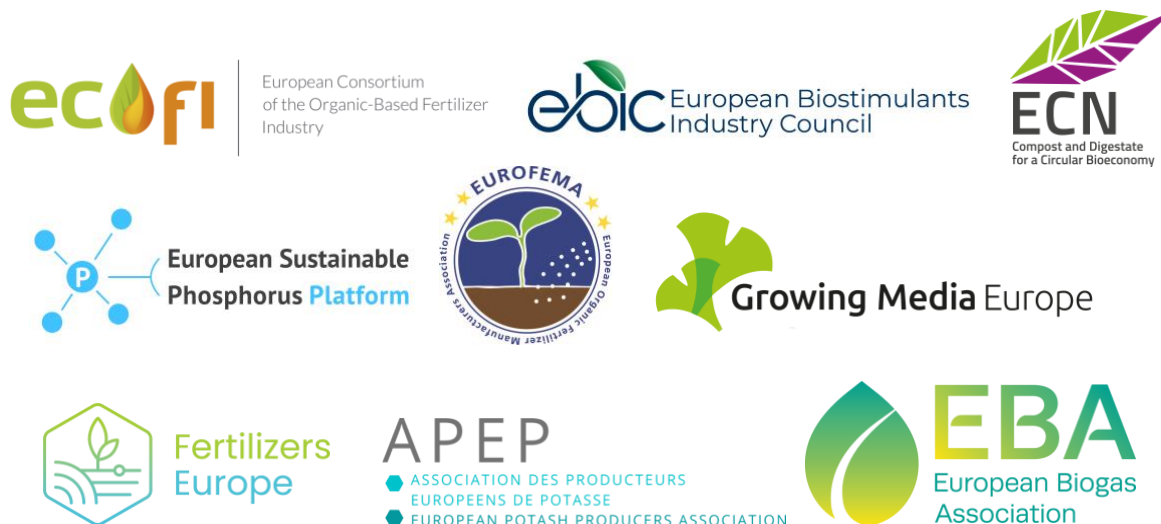 ecofi
European Consortium
of the Organic-Based Fertilizer
Industry
ebic
European Biostimulants
Industry Council
ECN
Compost and Digestate
for a Circular Bioeconomy
P
European Sustainable
Phosphorus Platform
EUROFEMA
European Organic Fertilizer Manufacturers Association
Growing Media Europe
Fertilizers
Europe
APEP
ASSOCIATION DES PRODUCTEURS
EUROPEENS DE POTASSE
EUROPEAN POTASH PRODUCERS ASSOCIATION
EBA
European Biogas
Association